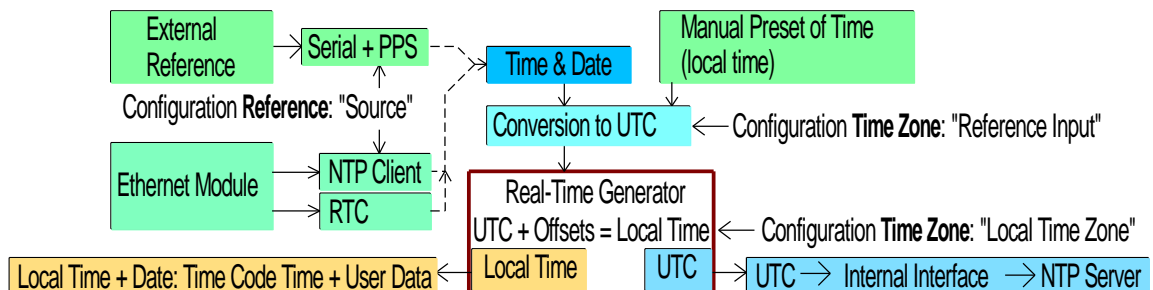 External
Reference
Serial + PPS
Manual Preset of Time
(local time)
Time & Date
Configuration Reference: "Source"
Conversion to UTC
Configuration Time Zone: "Reference Input"
Ethernet Module
NTP Client
RTC
Real-Time Generator
UTC + Offsets = Local Time
Configuration Time Zone: "Local Time Zone"
Local Time + Date: Time Code Time + User Data
Local Time
UTC
UTC → Internal Interface → NTP Server